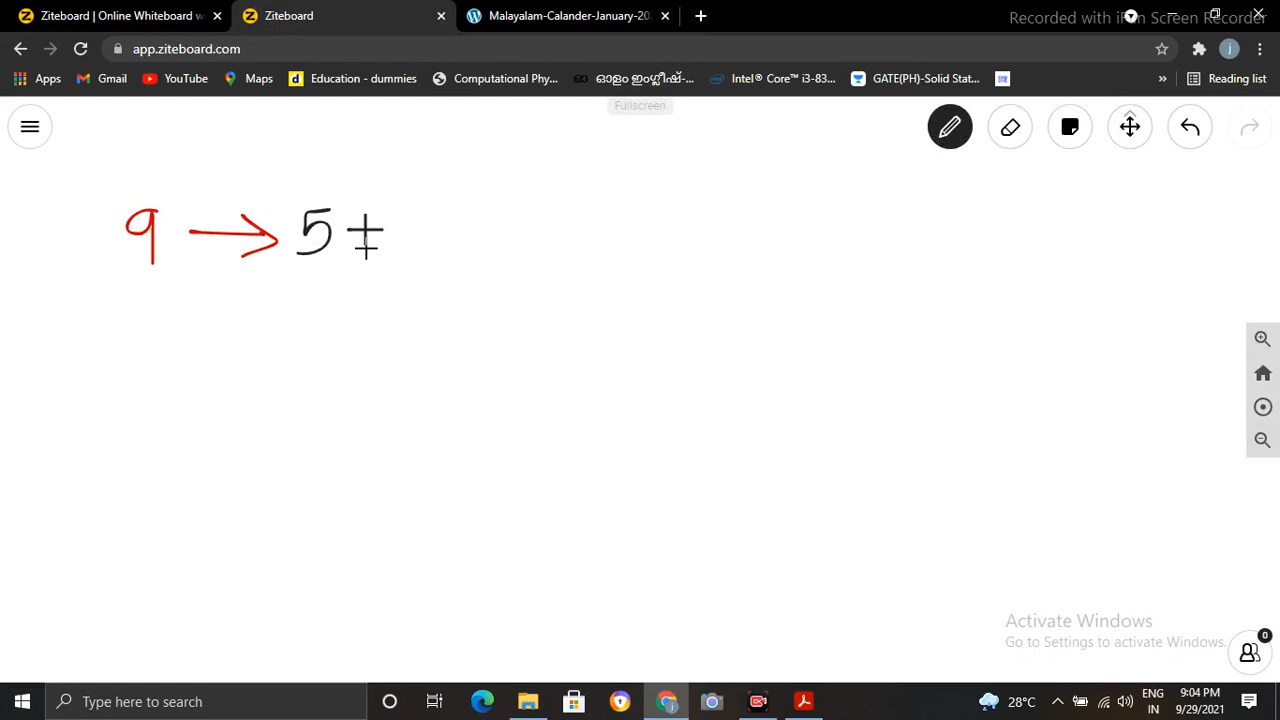 Ziteboard | Online Whiteboard w
Ziteboard
Malayalam-Calander-January-20
Recorded with iFun Screen Recorder
app.ziteboard.com
j
Apps
Gmail
YouTube
Maps
Education - dummies
Computational Phy...
ഓളം ഇംഗ്ലീഷ്-...
Intel® Core™ i3-83...
GATE(PH)-Solid Stat...
»
Reading list
Fullscreen
9 → 5 +
Activate Windows
Go to Settings to activate Windows.
0
Type here to search
28°C
ENG
IN
9:04 PM
9/29/2021